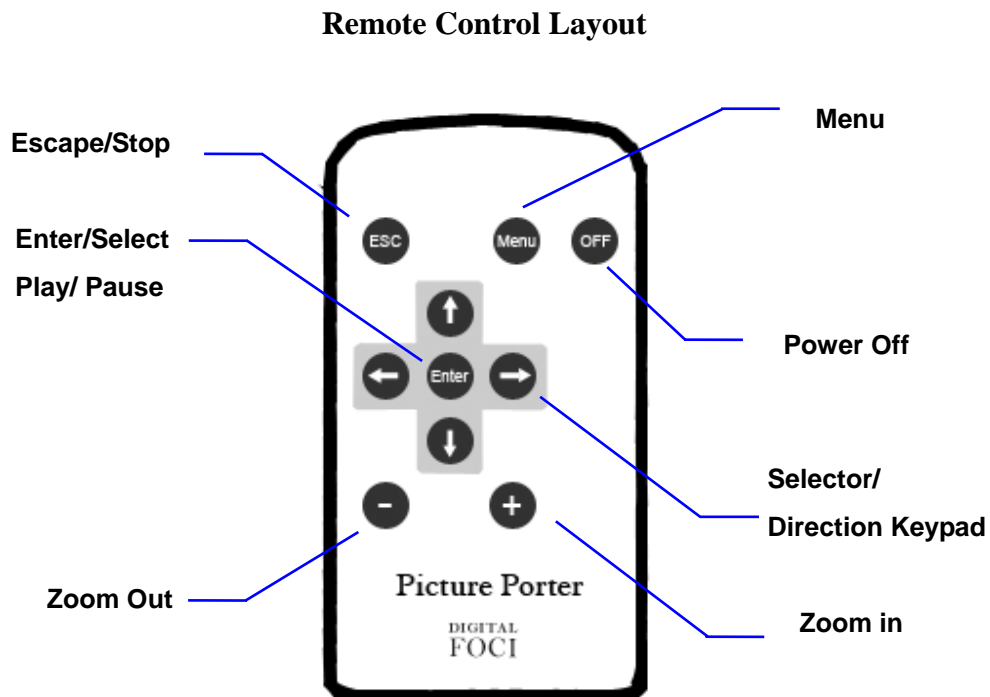 Remote Control Layout
Menu
Escape/Stop
Enter/Select
Play/ Pause
ESC
Menu
OFF
Power Off
Enter
Selector/
Direction Keypad
-
+
Zoom Out
Zoom in
Picture Porter
DIGITAL
FOCI